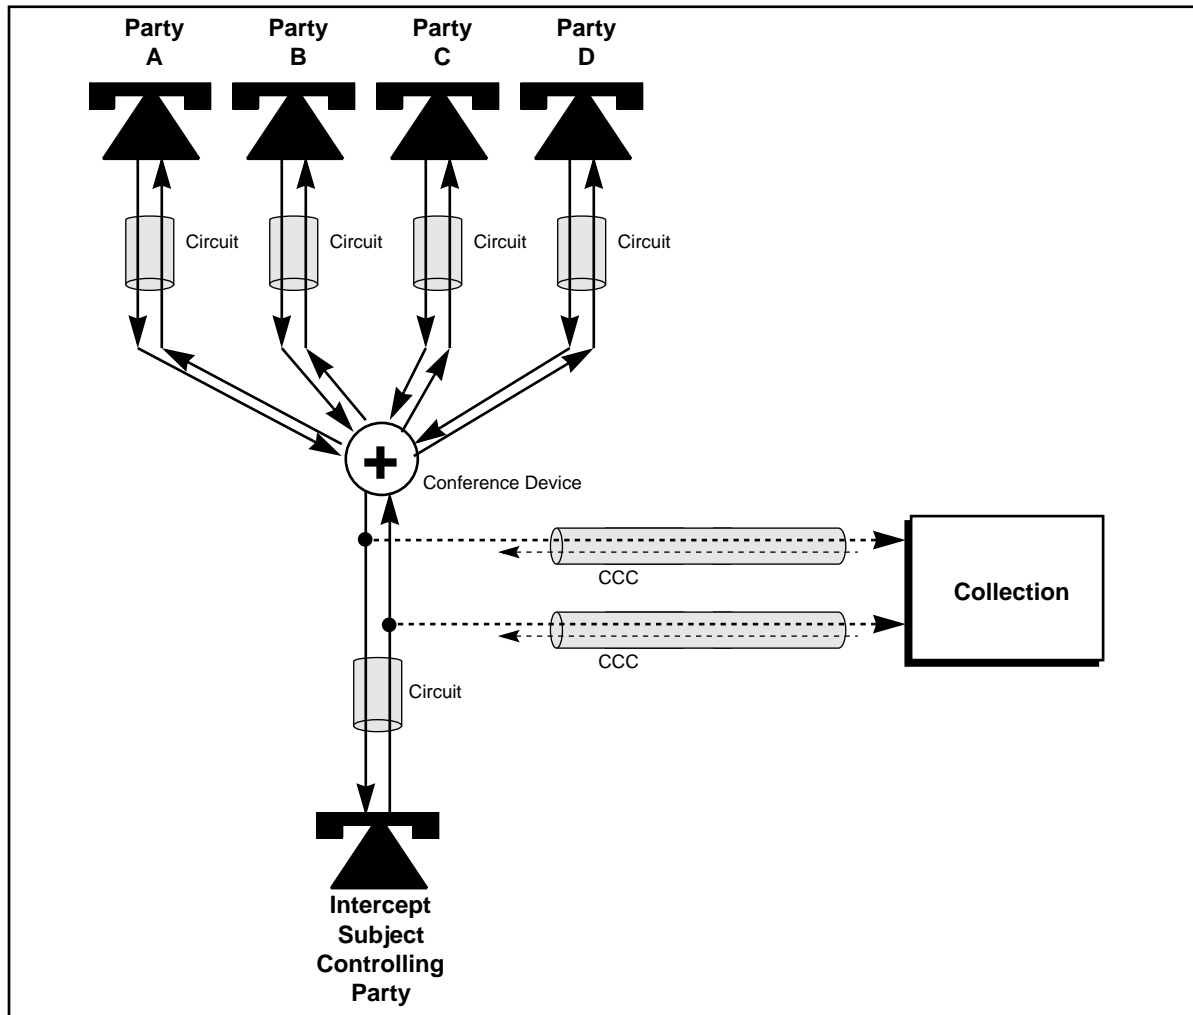 Party A
Party B
Party C
Party D
Circuit
Circuit
Circuit
Circuit
+
Conference Device
CCC
Collection
CCC
Circuit
Intercept
Subject
Controlling
Party